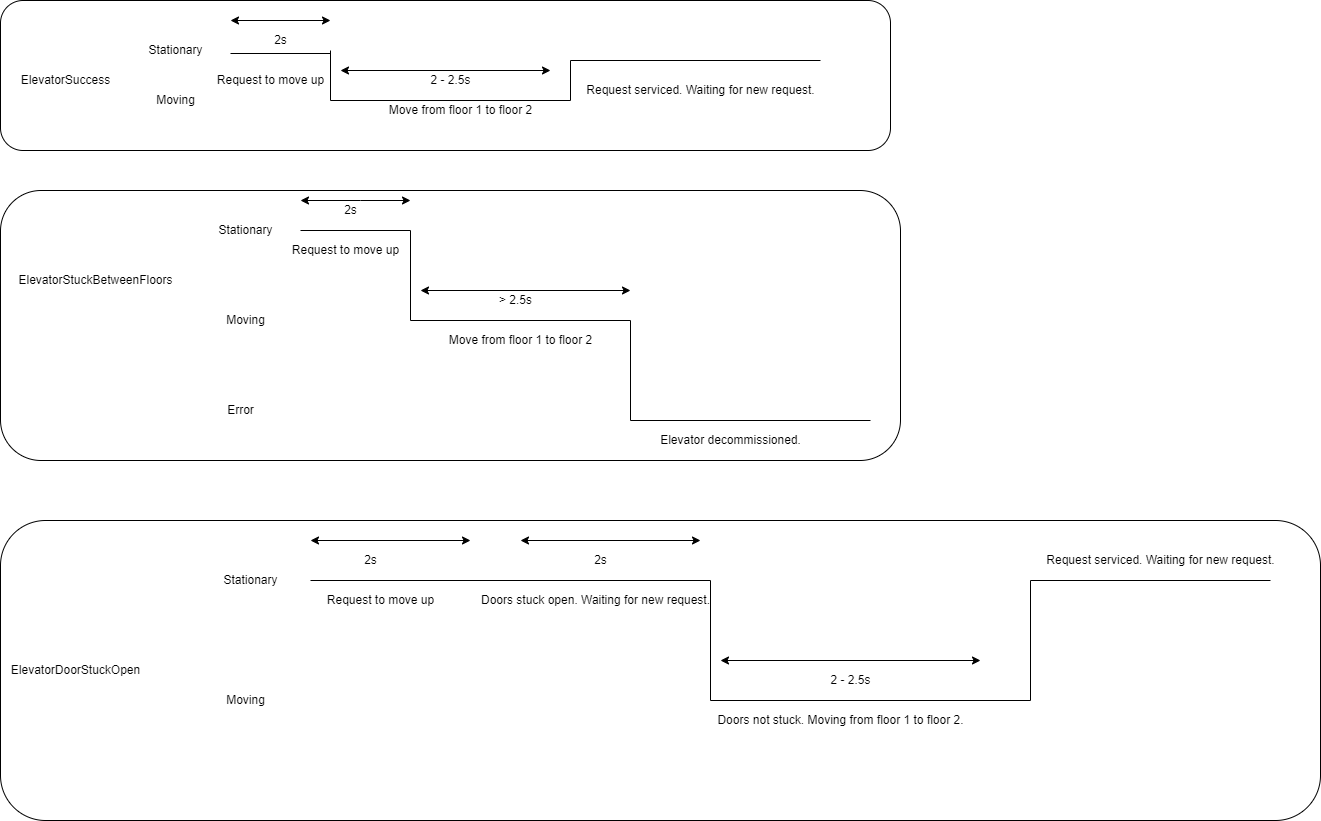 2s
Stationary
ElevatorSuccess
Request to move up
2 - 2.5s
Request serviced. Waiting for new request.
Moving
Move from floor 1 to floor 2
2s
Stationary
Request to move up
ElevatorStuckBetweenFloors
> 2.5s
Moving
Move from floor 1 to floor 2
Error
Elevator decommissioned.
2s
2s
Request serviced. Waiting for new request.
Stationary
Request to move up
Doors stuck open. Waiting for new request.
ElevatorDoorStuckOpen
2 - 2.5s
Moving
Doors not stuck. Moving from floor 1 to floor 2.